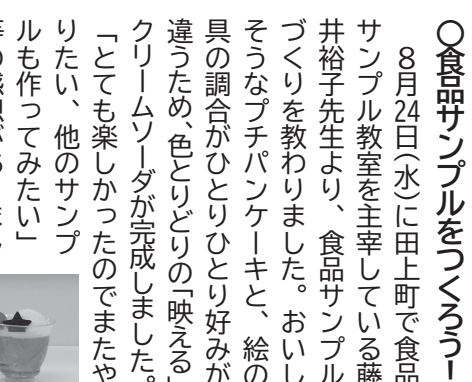 〇食品サンプルをつくろう！
８月24日（水）に田上町で食品
サンプル教室を主宰している藤
井裕子先生より、食品サンプル
づくりを教わりました。おいし
そうなプチパンケーキと、絵の
具の調合がひとりひとり好みが
違うため、色とりどりの「映える」
クリームソーダが完成しました。
「とても楽しかったのでまたや
りたい、他のサンプ
ルも作ってみたい」